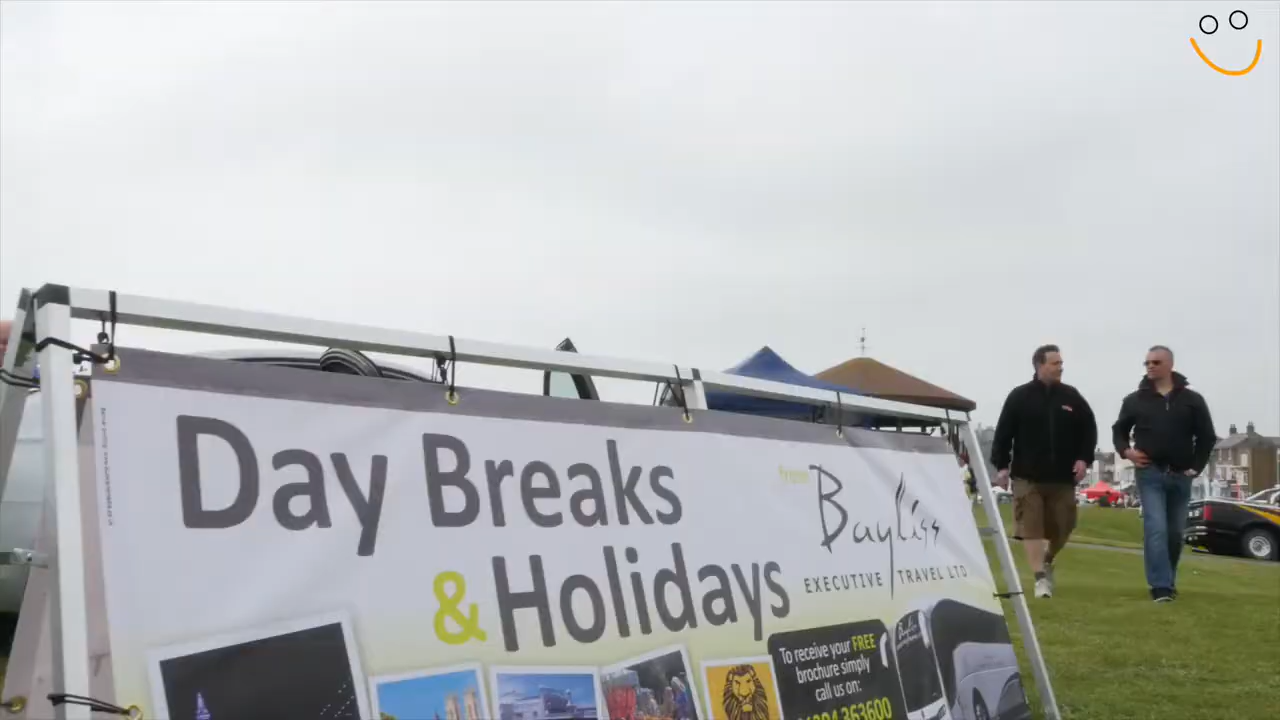 Day Breaks
& Holidays
From
Bayliss
EXECUTIVE TRAVEL LTD
To receive your FREE
brochure simply
call us on: